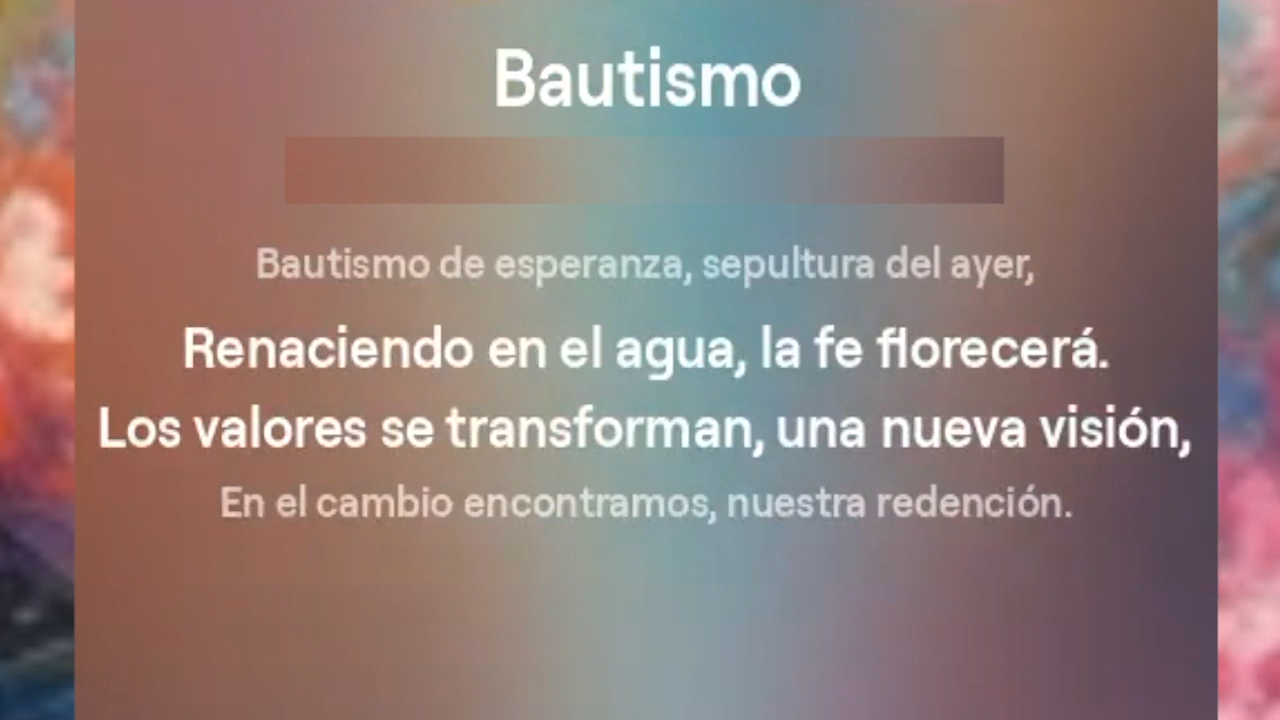 Bautismo
Bautismo de esperanza, sepultura del ayer,
Renaciendo en el agua, la fe florecerá.
Los valores se transforman, una nueva visión,
En el cambio encontramos, nuestra redención.